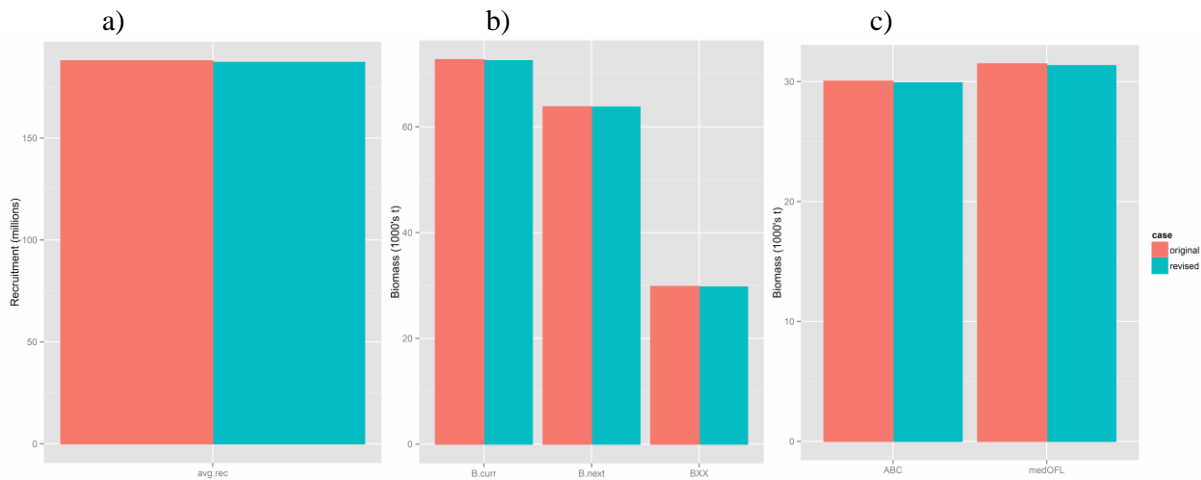 a)
b)
c)
Recruitment (millions)
150
100
50
0
avg.rec
Biomass (1000's t)
60
40
20
0
B.curr
B.next
BXX
Biomass (1000's t)
30
20
10
0
ABC
medOFL
case
original
revised